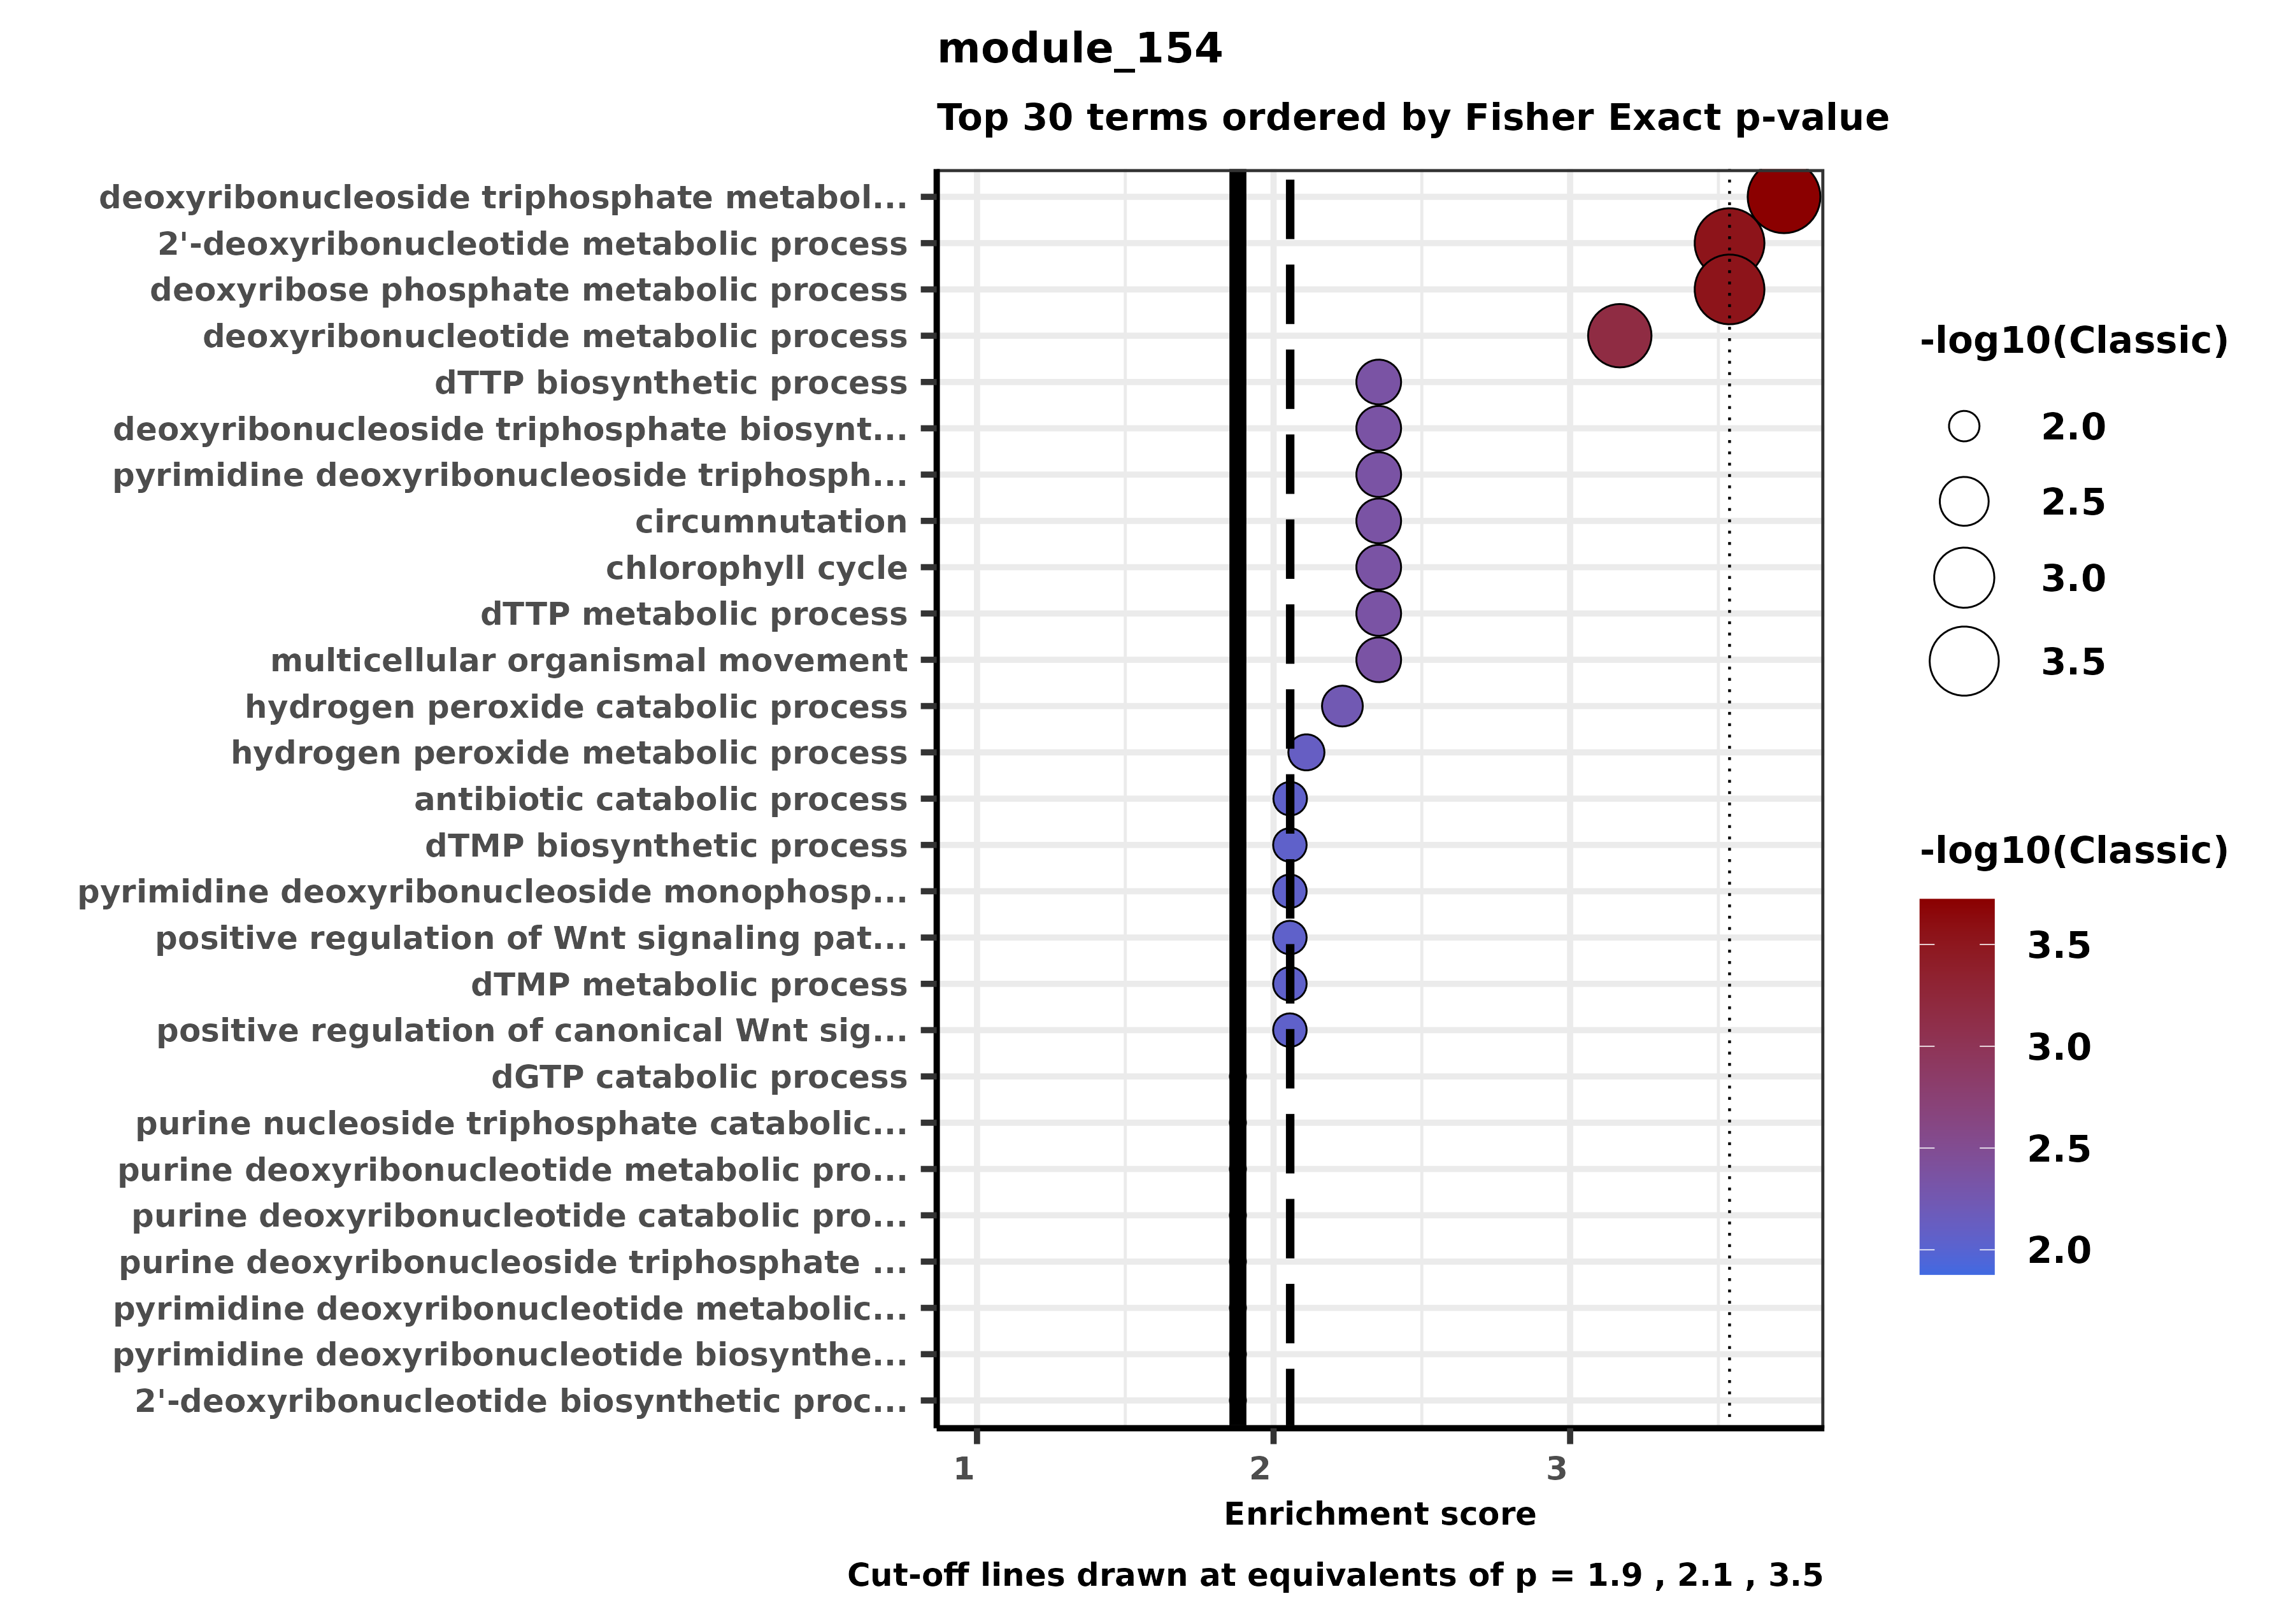 module_154
Top 30 terms ordered by Fisher Exact p-value
deoxyribonucleoside triphosphate metabol...
2'-deoxyribonucleotide metabolic process
deoxyribose phosphate metabolic process
deoxyribonucleotide metabolic process
dTTP biosynthetic process
deoxyribonucleoside triphosphate biosynt...
pyrimidine deoxyribonucleoside triphosph...
circumnutation
chlorophyll cycle
dTTP metabolic process
multicellular organismal movement
hydrogen peroxide catabolic process
hydrogen peroxide metabolic process
antibiotic catabolic process
dTMP biosynthetic process
pyrimidine deoxyribonucleoside monophosp...
positive regulation of Wnt signaling pat...
dTMP metabolic process
positive regulation of canonical Wnt sig...
dGTP catabolic process
purine nucleoside triphosphate catabolic...
purine deoxyribonucleotide metabolic pro...
purine deoxyribonucleotide catabolic pro...
purine deoxyribonucleoside triphosphate ...
pyrimidine deoxyribonucleotide metabolic...
pyrimidine deoxyribonucleotide biosynthe...
2'-deoxyribonucleotide biosynthetic proc...
1 2 3
Enrichment score
Cut-off lines drawn at equivalents of p = 1.9 , 2.1 , 3.5
-log10(Classic)
2.0
2.5
3.0
3.5
-log10(Classic)
3.5
3.0
2.5
2.0